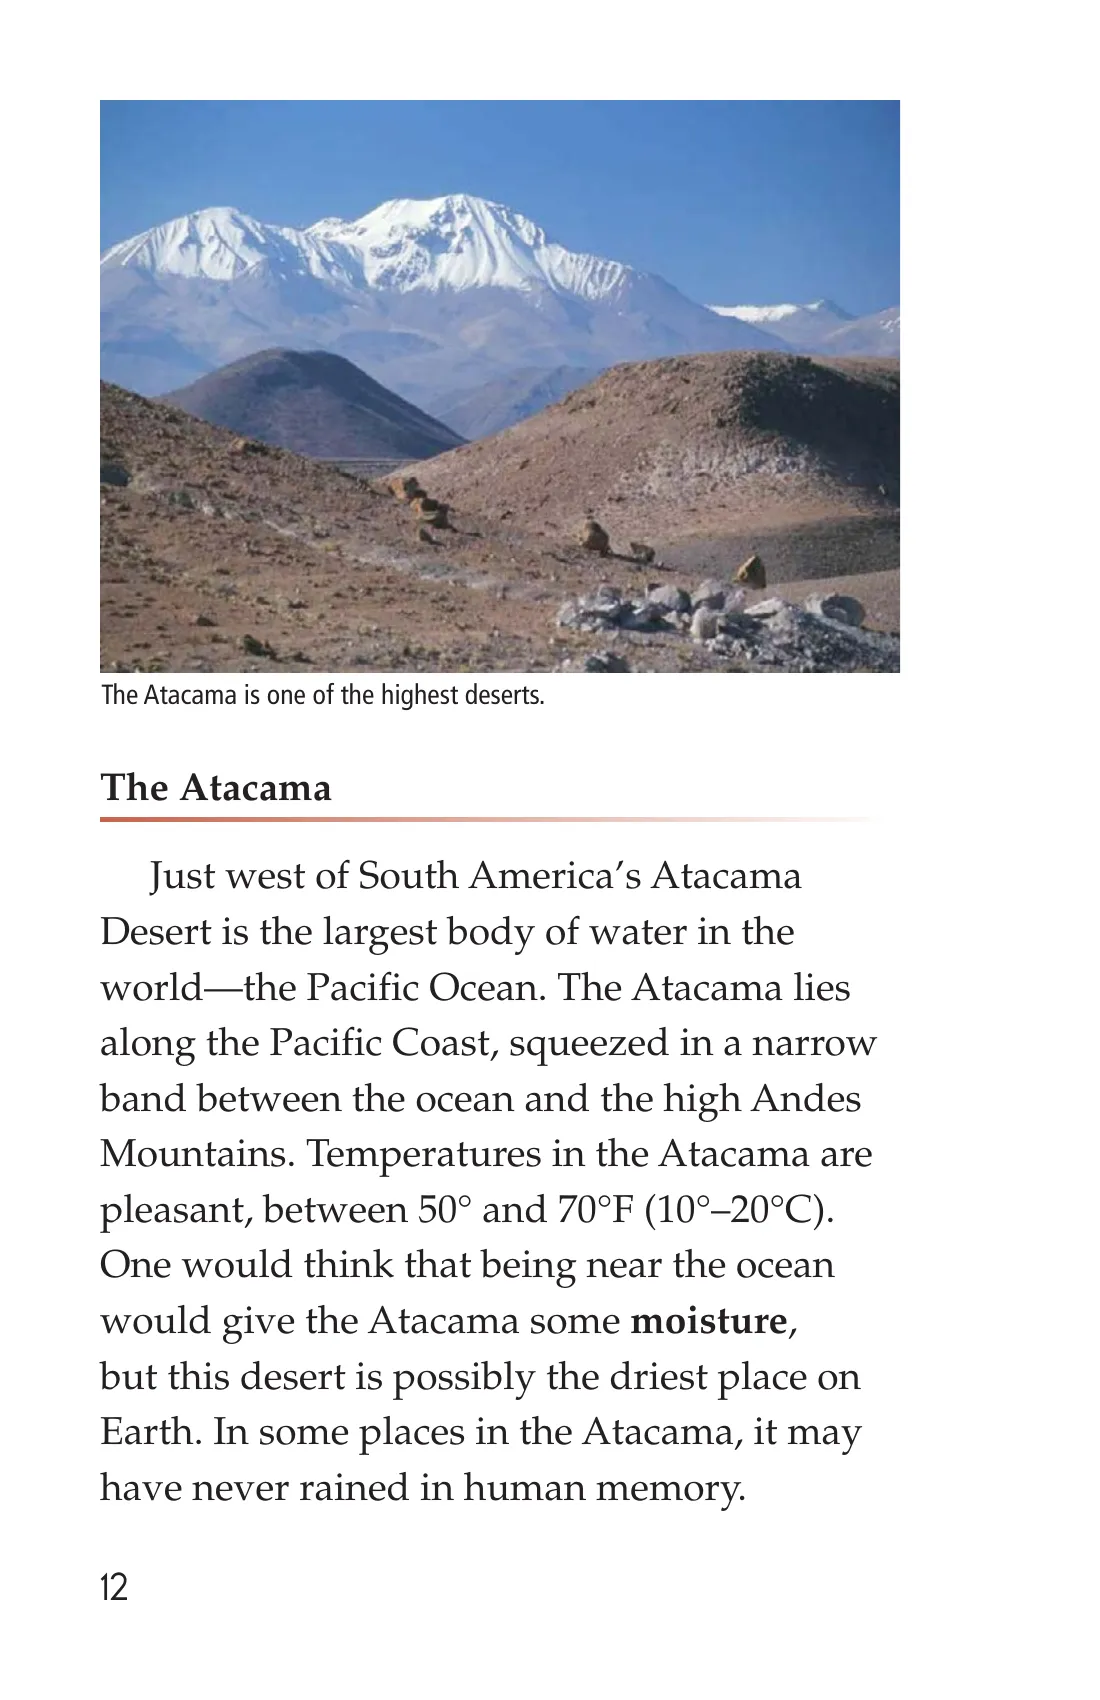 The Atacama is one of the highest deserts.
The Atacama
Just west of South America’s Atacama
Desert is the largest body of water in the
world—the Pacific Ocean. The Atacama lies
along the Pacific Coast, squeezed in a narrow
band between the ocean and the high Andes
Mountains. Temperatures in the Atacama are
pleasant, between 50° and 70°F (10°–20°C).
One would think that being near the ocean
would give the Atacama some moisture,
but this desert is possibly the driest place on
Earth. In some places in the Atacama, it may
have never rained in human memory.
12